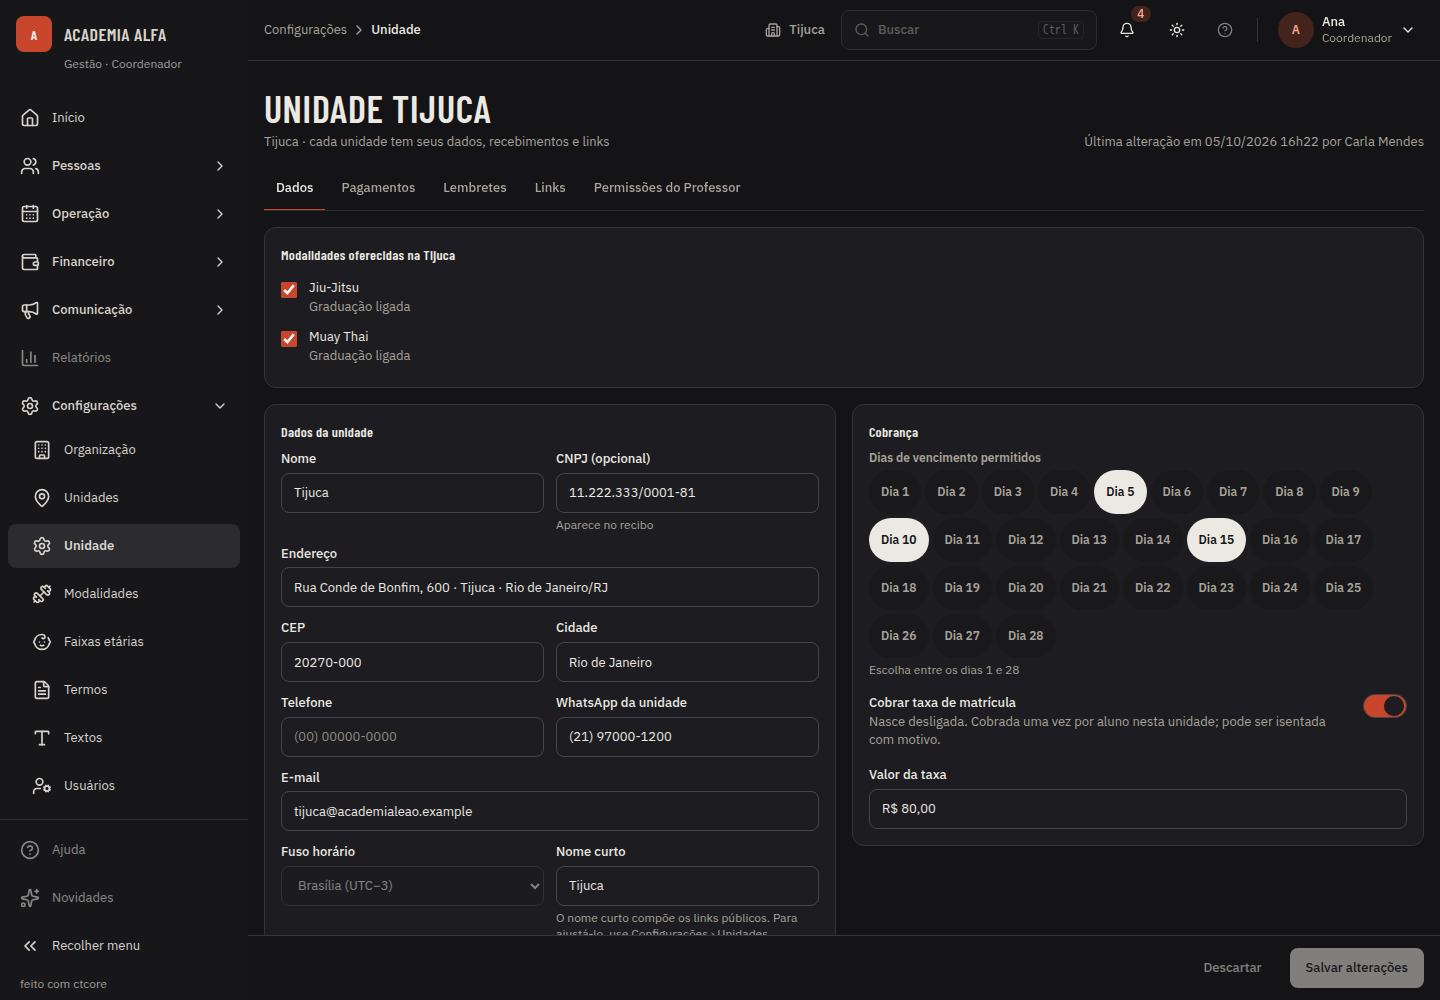 A
ACADEMIA ALFA
Gestão · Coordenador
Início
Pessoas
Operação
Financeiro
Comunicação
Relatórios
Configurações
Organização
Unidades
Unidade
Modalidades
Faixas etárias
Termos
Textos
Usuários
Ajuda
Novidades
Recolher menu
feito com ctcore
Configurações > Unidade
Tijuca
Buscar
Ctrl K
4
A
Ana
Coordenador
UNIDADE TIJUCA
Tijuca · cada unidade tem seus dados, recebimentos e links
Última alteração em 05/10/2026 16h22 por Carla Mendes
Dados
Pagamentos
Lembretes
Links
Permissões do Professor
Modalidades oferecidas na Tijuca
Jiu-Jitsu
Graduação ligada
Muay Thai
Graduação ligada
Dados da unidade
Nome
CNPJ (opcional)
Tijuca
11.222.333/0001-81
Aparece no recibo
Endereço
Rua Conde de Bonfim, 600 · Tijuca · Rio de Janeiro/RJ
CEP
Cidade
20270-000
Rio de Janeiro
Telefone
WhatsApp da unidade
(00) 00000-0000
(21) 97000-1200
E-mail
tijuca@academialeao.example
Fuso horário
Nome curto
Brasília (UTC−3)
Tijuca
O nome curto compõe os links públicos. Para
ajustá-lo, use Configurações › Unidades.
Cobrança
Dias de vencimento permitidos
Dia 1 Dia 2 Dia 3 Dia 4 Dia 5 Dia 6 Dia 7 Dia 8 Dia 9
Dia 10 Dia 11 Dia 12 Dia 13 Dia 14 Dia 15 Dia 16 Dia 17
Dia 18 Dia 19 Dia 20 Dia 21 Dia 22 Dia 23 Dia 24 Dia 25
Dia 26 Dia 27 Dia 28
Escolha entre os dias 1 e 28
Cobrar taxa de matrícula
Nasce desligada. Cobrada uma vez por aluno nesta unidade; pode ser isentada
com motivo.
Valor da taxa
R$ 80,00
Descartar
Salvar alterações